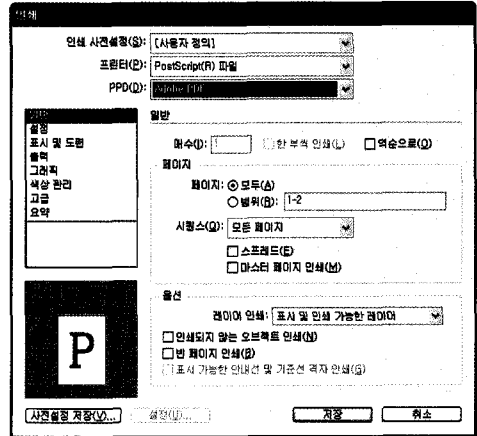 인쇄
인쇄 사전설정(S): [사용자 정의]
프린터(P): PostScript(R) 파일
PPD(D): Adobe PDF
일반
설정
표시 및 도련
출력
그래픽
색상 관리
고급
요약
일반
매수(I): 1 한 부씩 인쇄(L) 역순으로(O)
페이지
페이지: 모두(A)
범위(R): 1-2
시퀀스(Q): 모든 페이지
스프레드(E)
마스터 페이지 인쇄(M)
옵션
레이어 인쇄: 표시 및 인쇄 가능한 레이어
인쇄되지 않는 오브젝트 인쇄(N)
빈 페이지 인쇄(B)
표시 가능한 안내선 및 기준선 격자 인쇄(G)
P
사전설정 저장(V)... 설정(U)... 저장 취소